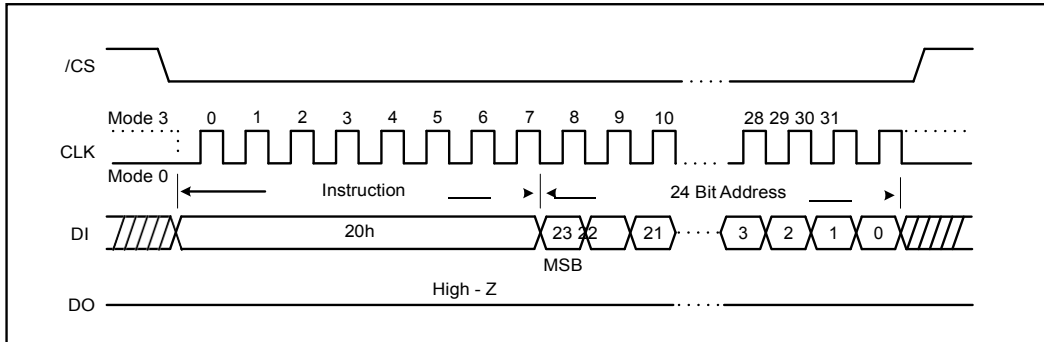 /CS
Mode 3 0 1 2 3 4 5 6 7 8 9 10 28 29 30 31
CLK
Mode 0
Instruction 24 Bit Address
DI 20h 23 22 21 3 2 1 0
MSB
High - Z
DO